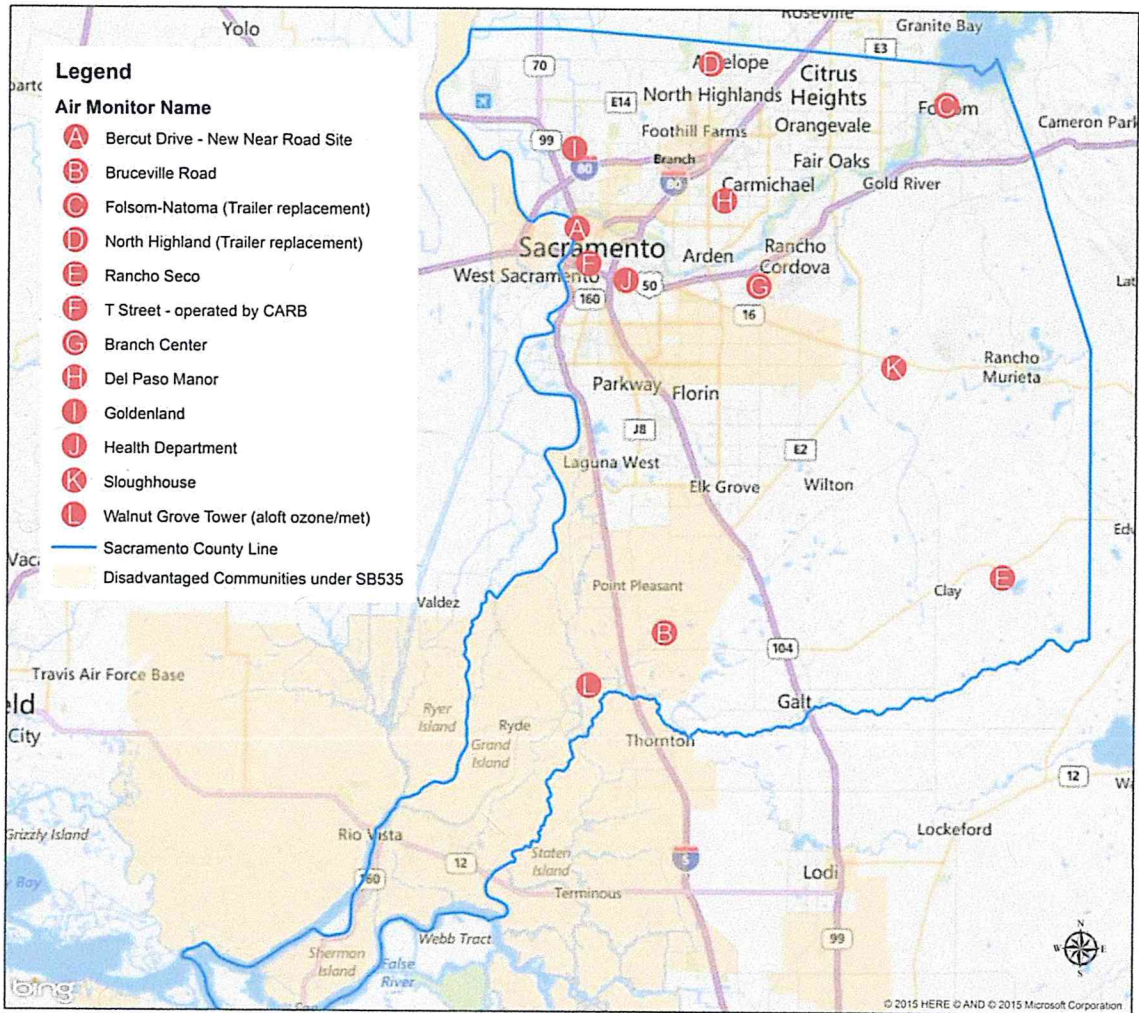 Legend
Air Monitor Name
A Bercut Drive - New Near Road Site
B Bruceville Road
C Folsom-Natoma (Trailer replacement)
D North Highland (Trailer replacement)
E Rancho Seco
F T Street - operated by CARB
G Branch Center
H Del Paso Manor
I Goldenland
J Health Department
K Sloughhouse
L Walnut Grove Tower (aloft ozone/met)
Sacramento County Line
Disadvantaged Communities under SB535
Yolo
Roseville
Granite Bay
E3
70
D
Citrus
Heights
E14
North Highlands
C
Cameron Park
Foothill Farms
Orangevale
99
I
80
Branch
80
Fair Oaks
Carmichael
Gold River
H
A
Sacramento
Arden
Rancho
Cordova
F
West Sacramento
J
50
G
160
16
K
Rancho
Murieta
Parkway
Florin
J8
E2
Laguna West
Elk Grove
Wilton
Point Pleasant
Clay
E
Valdez
B
104
Travis Air Force Base
L
Galt
City
Ryer
Island
Ryde
Grand
Island
Thornton
12
Grizzly Island
Rio Vista
Lockeford
160
12
Staten
Island
5
Lodi
Terminous
Webb Tract
99
Sherman
Island
False
River
N
W E
S
bing
© 2015 HERE © AND © 2015 Microsoft Corporation